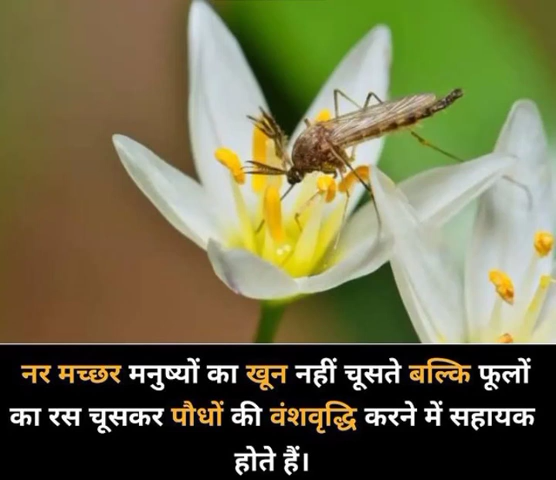 नर मच्छर मनुष्यों का खून नहीं चूसते बल्कि फूलों
का रस चूसकर पौधों की वंशवृद्धि करने में सहायक
होते हैं।